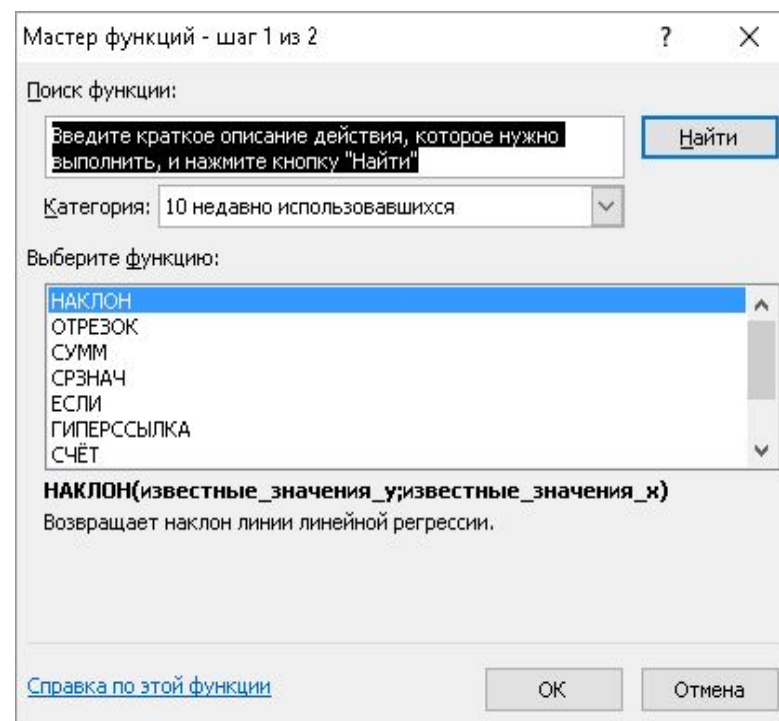 Мастер функций - шаг 1 из 2 ?
Поиск функции:
Введите краткое описание действия, которое нужно
выполнить, и нажмите кнопку "Найти"
Найти
Категория: 10 недавно использовавшихся
Выберите функцию:
НАКЛОН
ОТРЕЗОК
СУММ
СРЗНАЧ
ЕСЛИ
ГИПЕРССЫЛКА
СЧЁТ
НАКЛОН(известные_значения_y;известные_значения_x)
Возвращает наклон линии линейной регрессии.
Справка по этой функции
ОК
Отмена